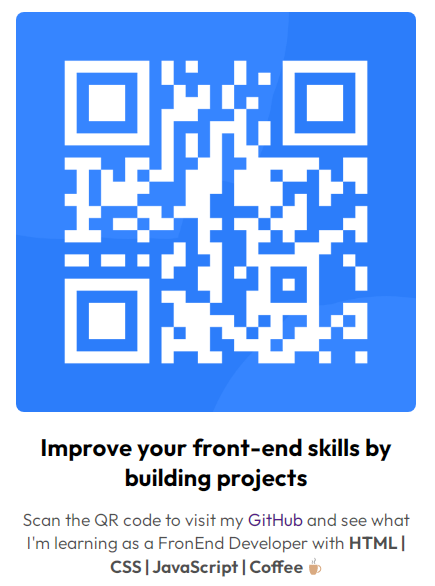 Improve your front-end skills by
building projects
Scan the QR code to visit my GitHub and see what
I'm learning as a FronEnd Developer with HTML |
CSS | JavaScript | Coffee ☕